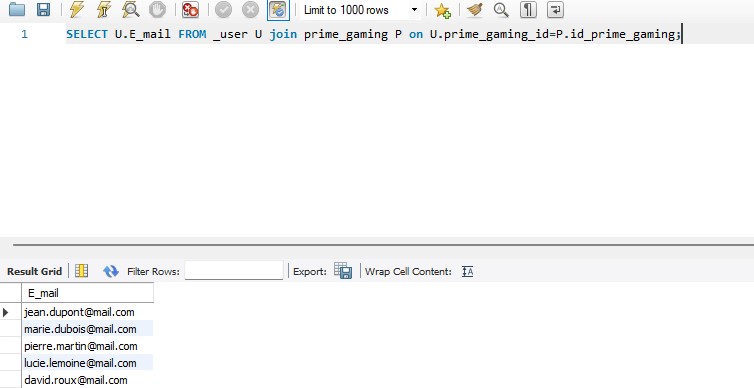 Limit to 1000 rows
1 SELECT U.E_mail FROM _user U join prime_gaming P on U.prime_gaming_id=P.id_prime_gaming;
Result Grid Filter Rows: Export: Wrap Cell Content:
E_mail
jean.dupont@mail.com
marie.dubois@mail.com
pierre.martin@mail.com
lucie.lemoine@mail.com
david.roux@mail.com